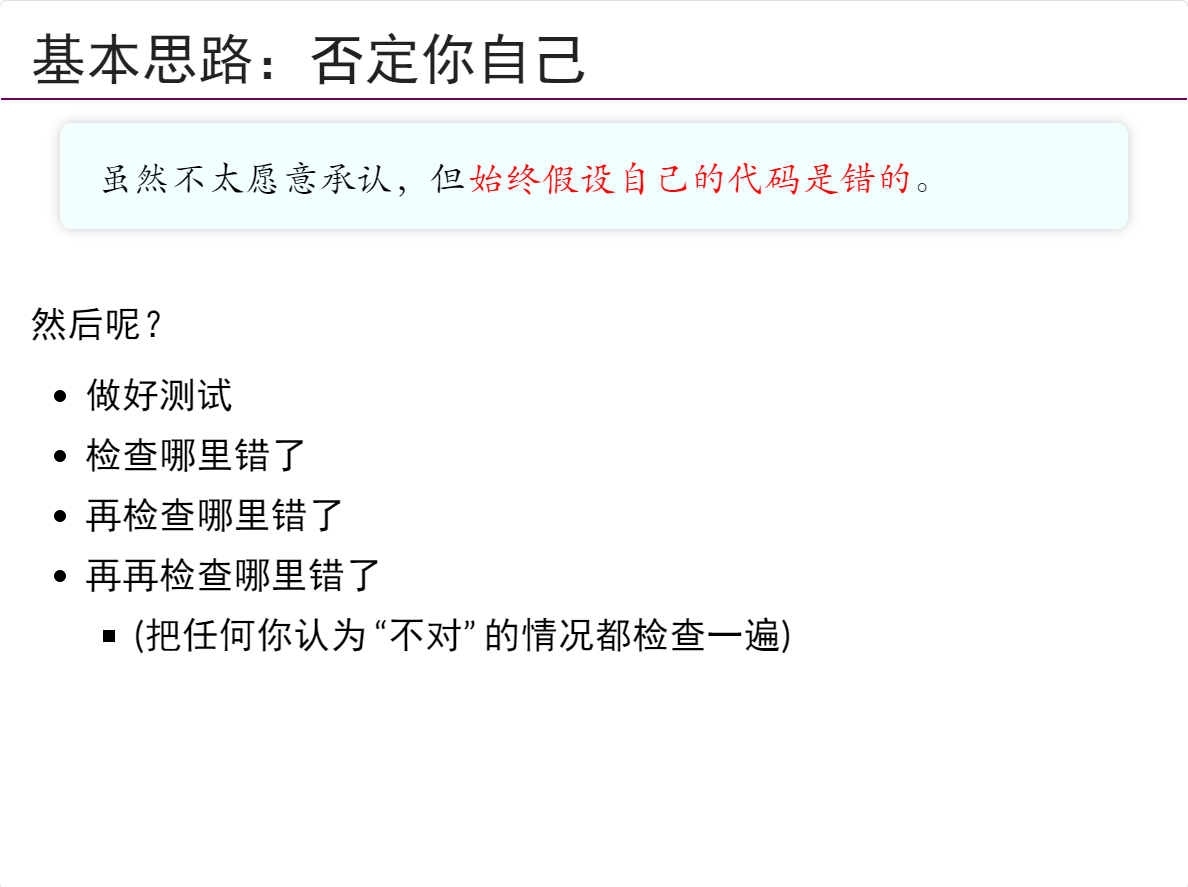 基本思路：否定你自己
虽然不太愿意承认，但始终假设自己的代码是错的。
然后呢？
• 做好测试
• 检查哪里错了
• 再检查哪里错了
• 再再检查哪里错了
▪ (把任何你认为 “不对” 的情况都检查一遍)